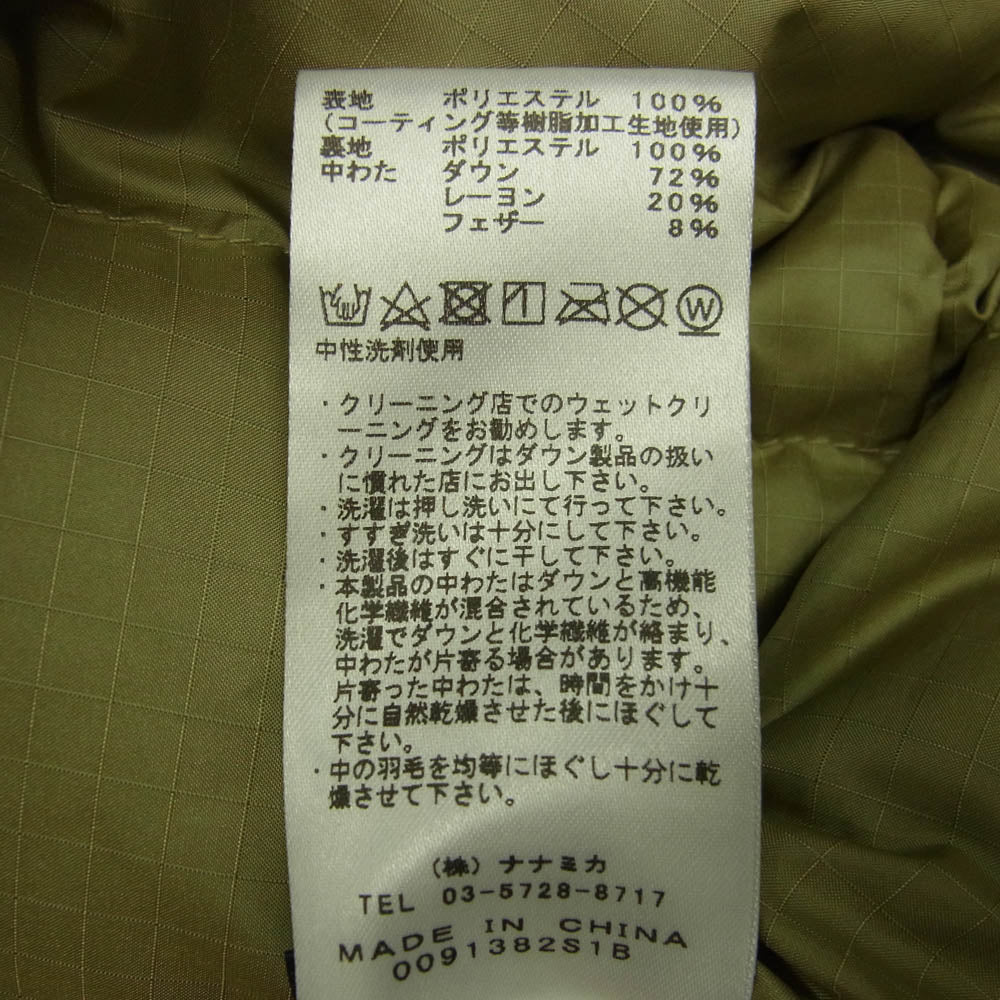 表地 ポリエステル 100%
(コーティング等樹脂加工生地使用)
裏地 ポリエステル 100%
中わた ダウン 72%
レーヨン 20%
フェザー 8%
W
中性洗剤使用
・クリーニング店でのウェットクリ
ーニングをお勧めします。
・クリーニングはダウン製品の扱い
に慣れた店にお出し下さい。
・洗濯は押し洗いにて行って下さい。
・すすぎ洗いは十分にして下さい。
・洗濯後はすぐに干して下さい。
・本製品の中わたはダウンと高機能
化学繊維が混合されているため、
洗濯でダウンと化学繊維が絡まり、
中わたが片寄る場合があります。
片寄った中わたは、時間をかけ十
分に自然乾燥させた後にほぐして
下さい。
・中の羽毛を均等にほぐし十分に乾
燥させて下さい。
(株) ナナミカ
TEL 03-5728-8717
MADE IN CHINA
0091382S1B